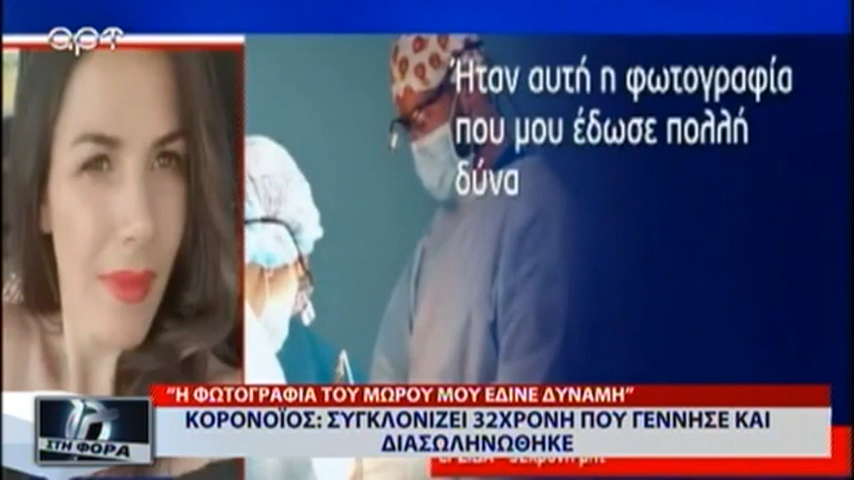 αρτ
Ήταν αυτή η φωτογραφία
που μου έδωσε πολλή
δύνα
"Η ΦΩΤΟΓΡΑΦΙΑ ΤΟΥ ΜΩΡΟΥ ΜΟΥ ΕΔΙΝΕ ΔΥΝΑΜΗ"
ΚΟΡΟΝΟΪΟΣ: ΣΥΓΚΛΟΝΙΖΕΙ 32ΧΡΟΝΗ ΠΟΥ ΓΕΝΝΗΣΕ ΚΑΙ
ΔΙΑΣΩΛΗΝΩΘΗΚΕ
ΣΤΗ ΦΟΡΑ